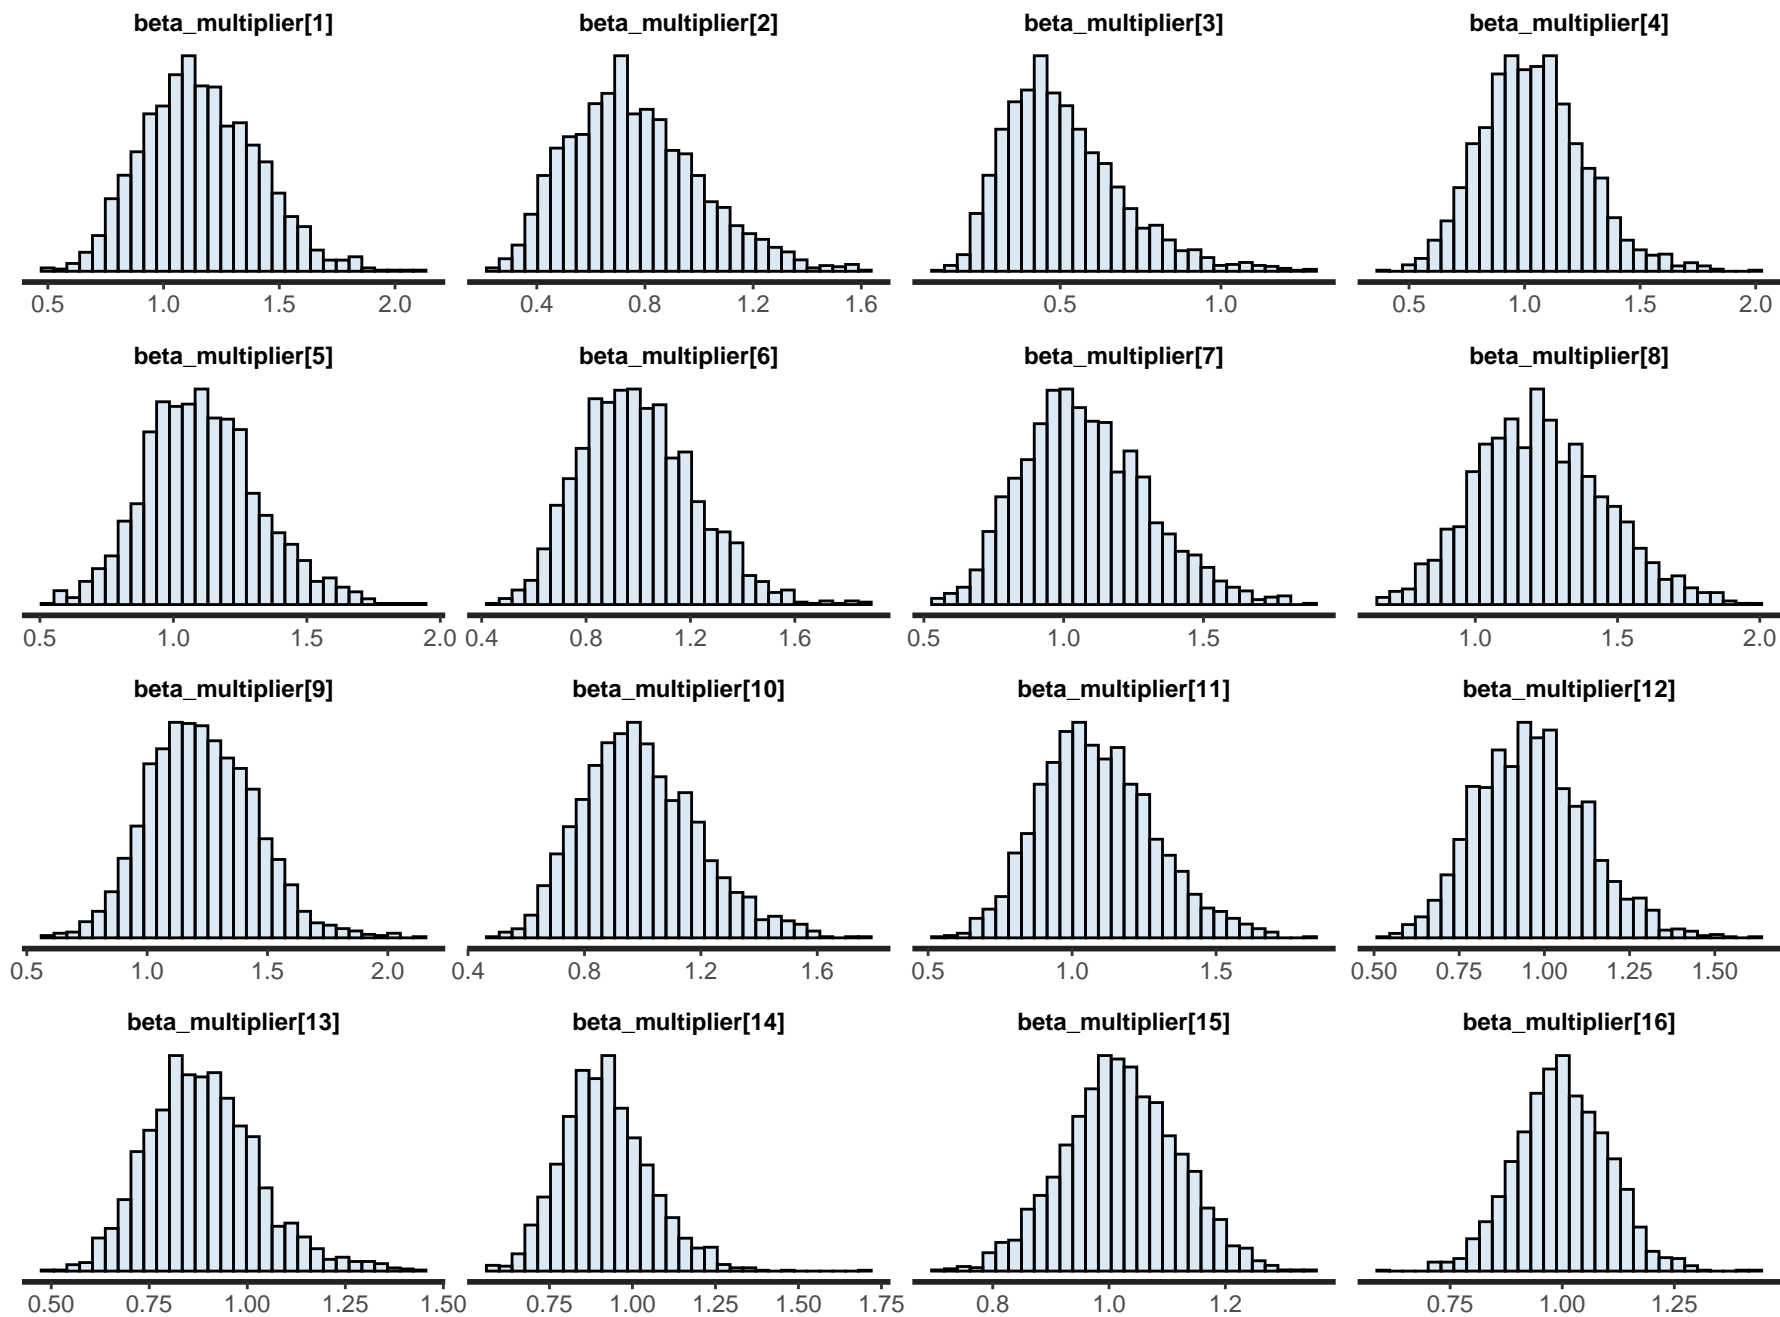 beta_multiplier[1] beta_multiplier[2] beta_multiplier[3] beta_multiplier[4]
0.5 1.0 1.5 2.0 0.4 0.8 1.2 1.6 0.5 1.0 0.5 1.0 1.5 2.0
beta_multiplier[5] beta_multiplier[6] beta_multiplier[7] beta_multiplier[8]
0.5 1.0 1.5 2.0 0.4 0.8 1.2 1.6 0.5 1.0 1.5 1.0 1.5 2.0
beta_multiplier[9] beta_multiplier[10] beta_multiplier[11] beta_multiplier[12]
0.5 1.0 1.5 2.0 0.4 0.8 1.2 1.6 0.5 1.0 1.5 0.50 0.75 1.00 1.25 1.50
beta_multiplier[13] beta_multiplier[14] beta_multiplier[15] beta_multiplier[16]
0.50 0.75 1.00 1.25 1.50 0.75 1.00 1.25 1.50 1.75 0.8 1.0 1.2 0.75 1.00 1.25